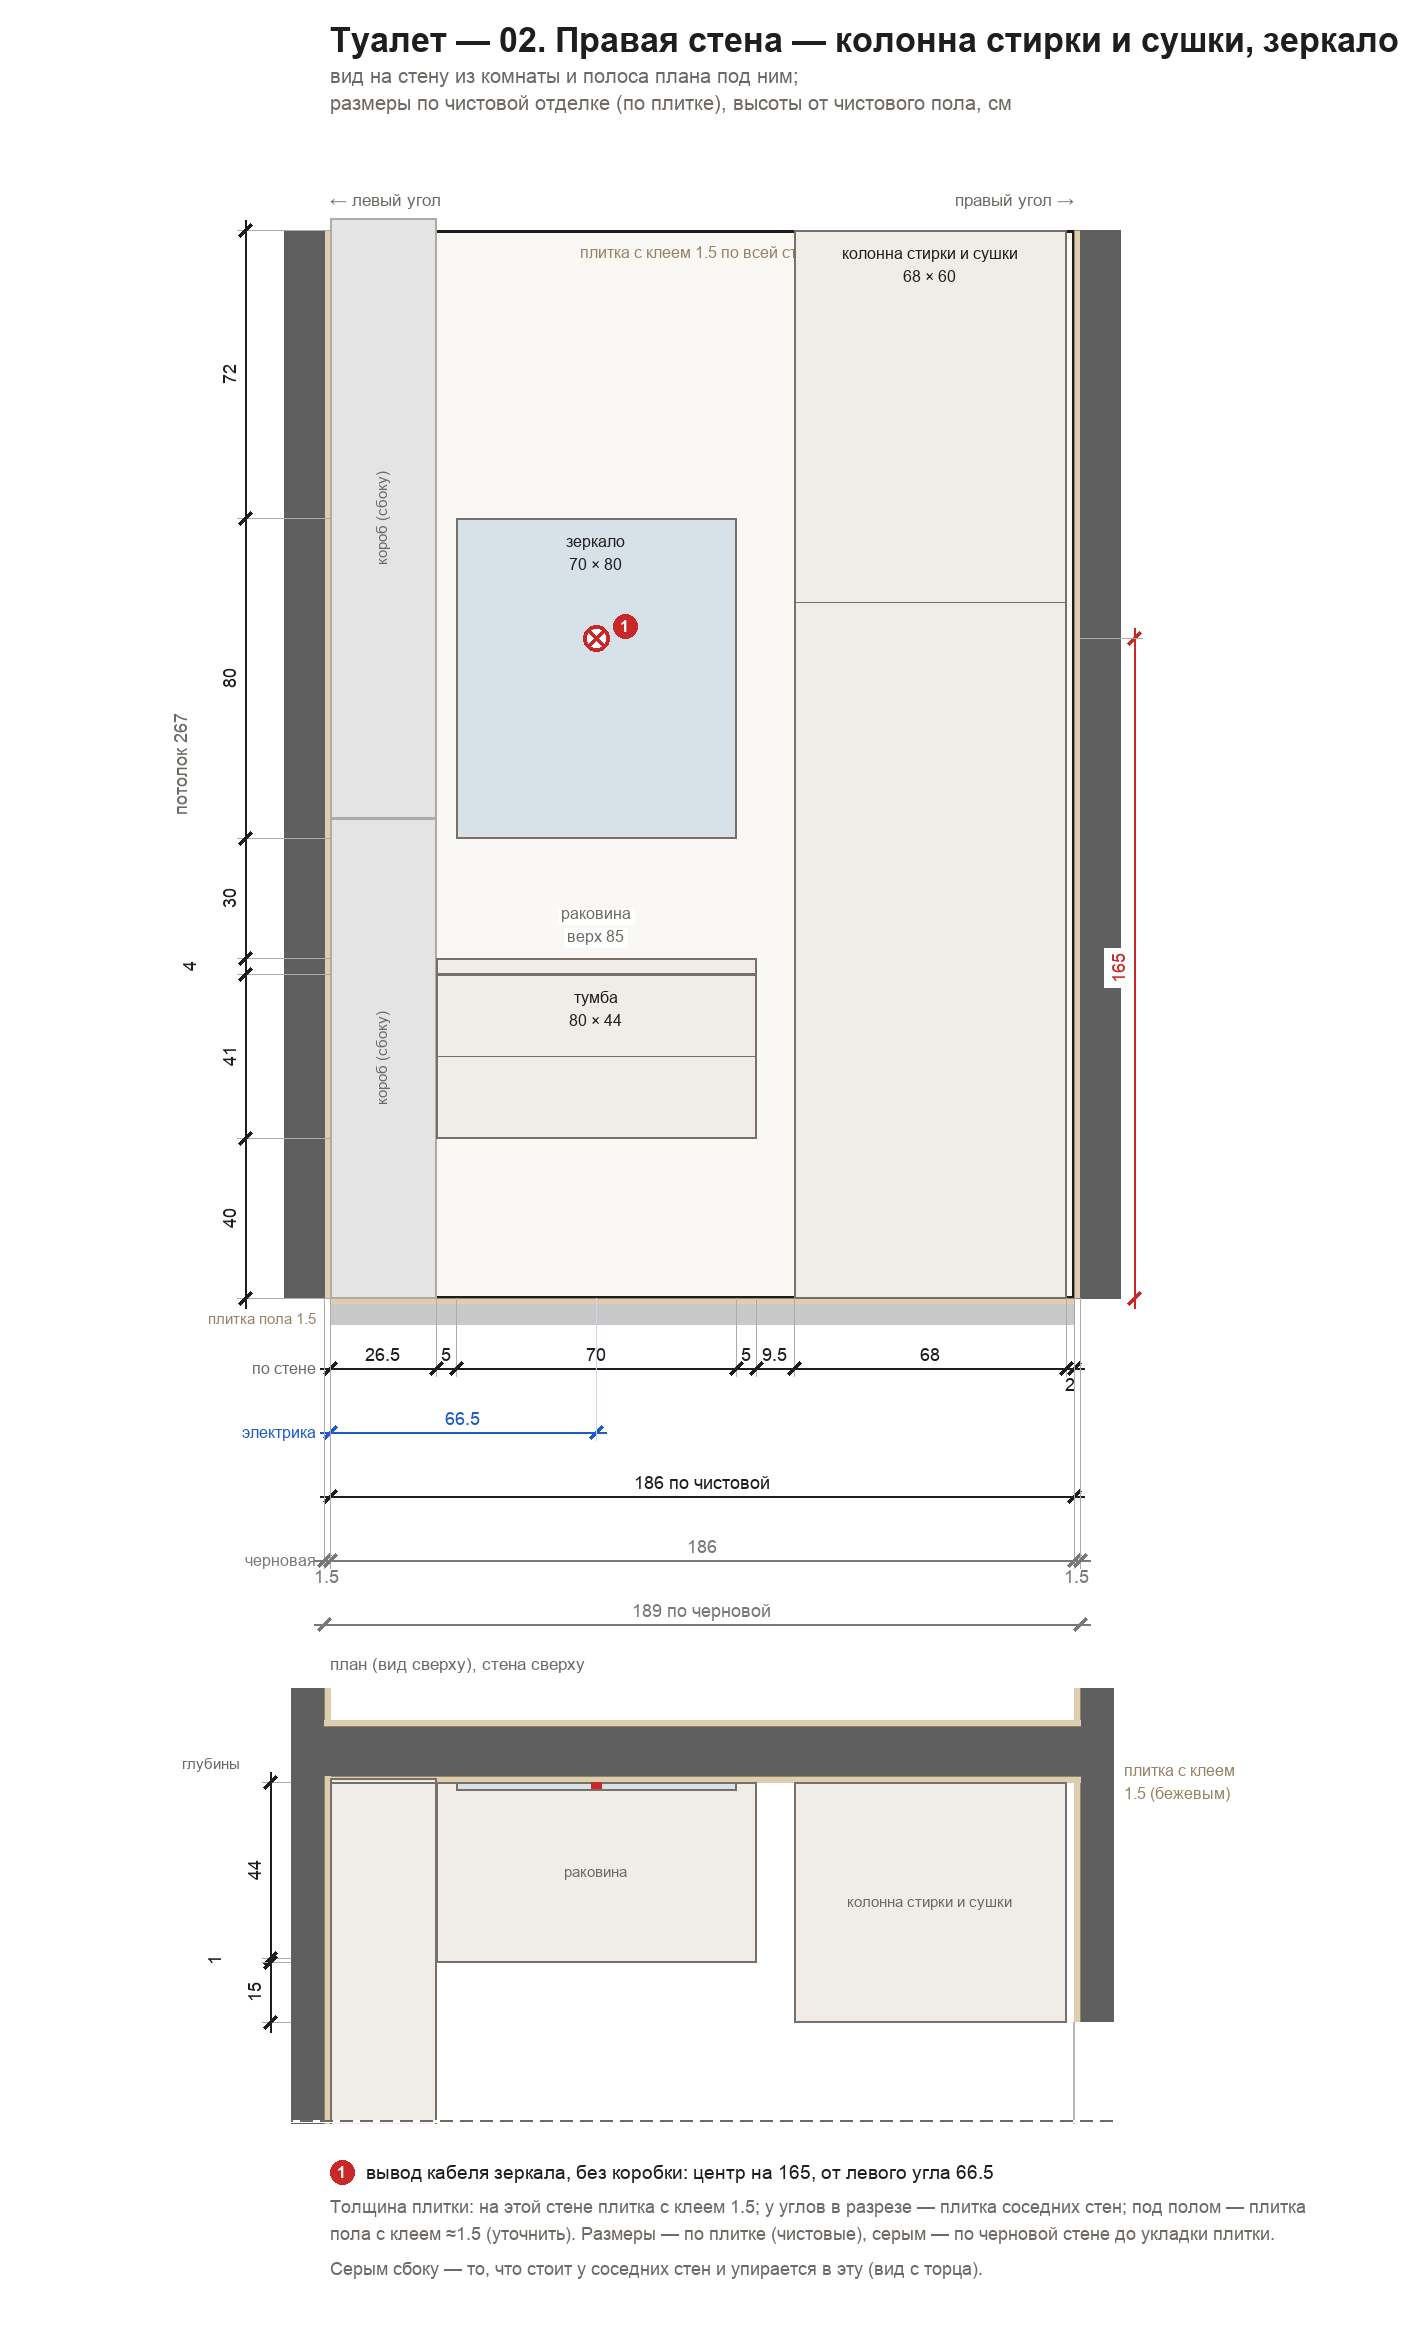 Туалет — 02. Правая стена — колонна стирки и сушки, зеркало
вид на стену из комнаты и полоса плана под ним;
размеры по чистовой отделке (по плитке), высоты от чистового пола, см
← левый угол
правый угол →
плитка с клеем 1.5 по всей ст
колонна стирки и сушки
68 × 60
72
короб (сбоку)
зеркало
70 × 80
1
80
потолок 267
30
раковина
верх 85
4
165
тумба
80 × 44
короб (сбоку)
41
40
плитка пола 1.5
по стене
26.5
5
70
5
9.5
68
2
электрика
66.5
186 по чистовой
черновая
186
1.5
1.5
189 по черновой
план (вид сверху), стена сверху
глубины
плитка с клеем
1.5 (бежевым)
44
раковина
колонна стирки и сушки
1
15
1 вывод кабеля зеркала, без коробки: центр на 165, от левого угла 66.5
Толщина плитки: на этой стене плитка с клеем 1.5; у углов в разрезе — плитка соседних стен; под полом — плитка
пола с клеем ≈1.5 (уточнить). Размеры — по плитке (чистовые), серым — по черновой стене до укладки плитки.
Серым сбоку — то, что стоит у соседних стен и упирается в эту (вид с торца).